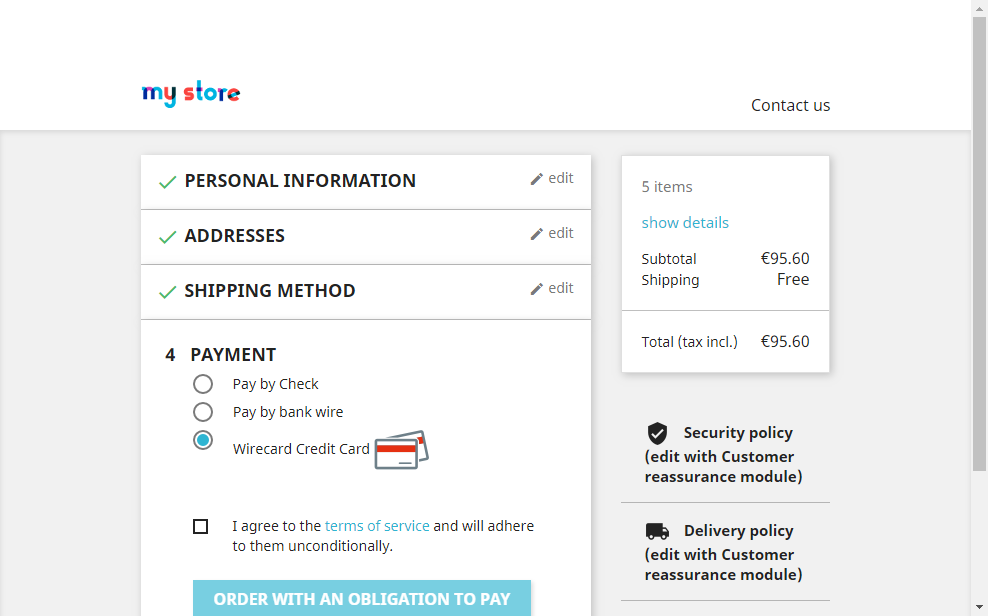 my store
Contact us
PERSONAL INFORMATION
edit
ADDRESSES
edit
SHIPPING METHOD
edit
4 PAYMENT
Pay by Check
Pay by bank wire
Wirecard Credit Card
I agree to the terms of service and will adhere
to them unconditionally.
ORDER WITH AN OBLIGATION TO PAY
5 items
show details
Subtotal €95.60
Shipping Free
Total (tax incl.) €95.60
Security policy
(edit with Customer
reassurance module)
Delivery policy
(edit with Customer
reassurance module)